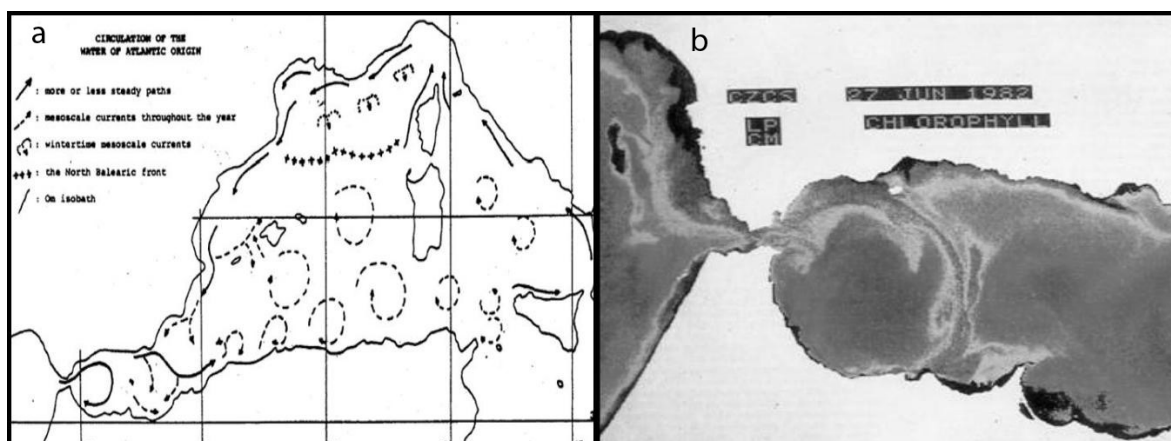 a
CIRCULATION OF THE
WATER OF ATLANTIC ORIGIN
: more or less steady paths
: mesoscale currents throughout the year
: wintertime mesoscale currents
: the North Balearic front
: 0m isobath
b
CZCS 27 JUN 1982
LP CHLOROPHYLL
CM